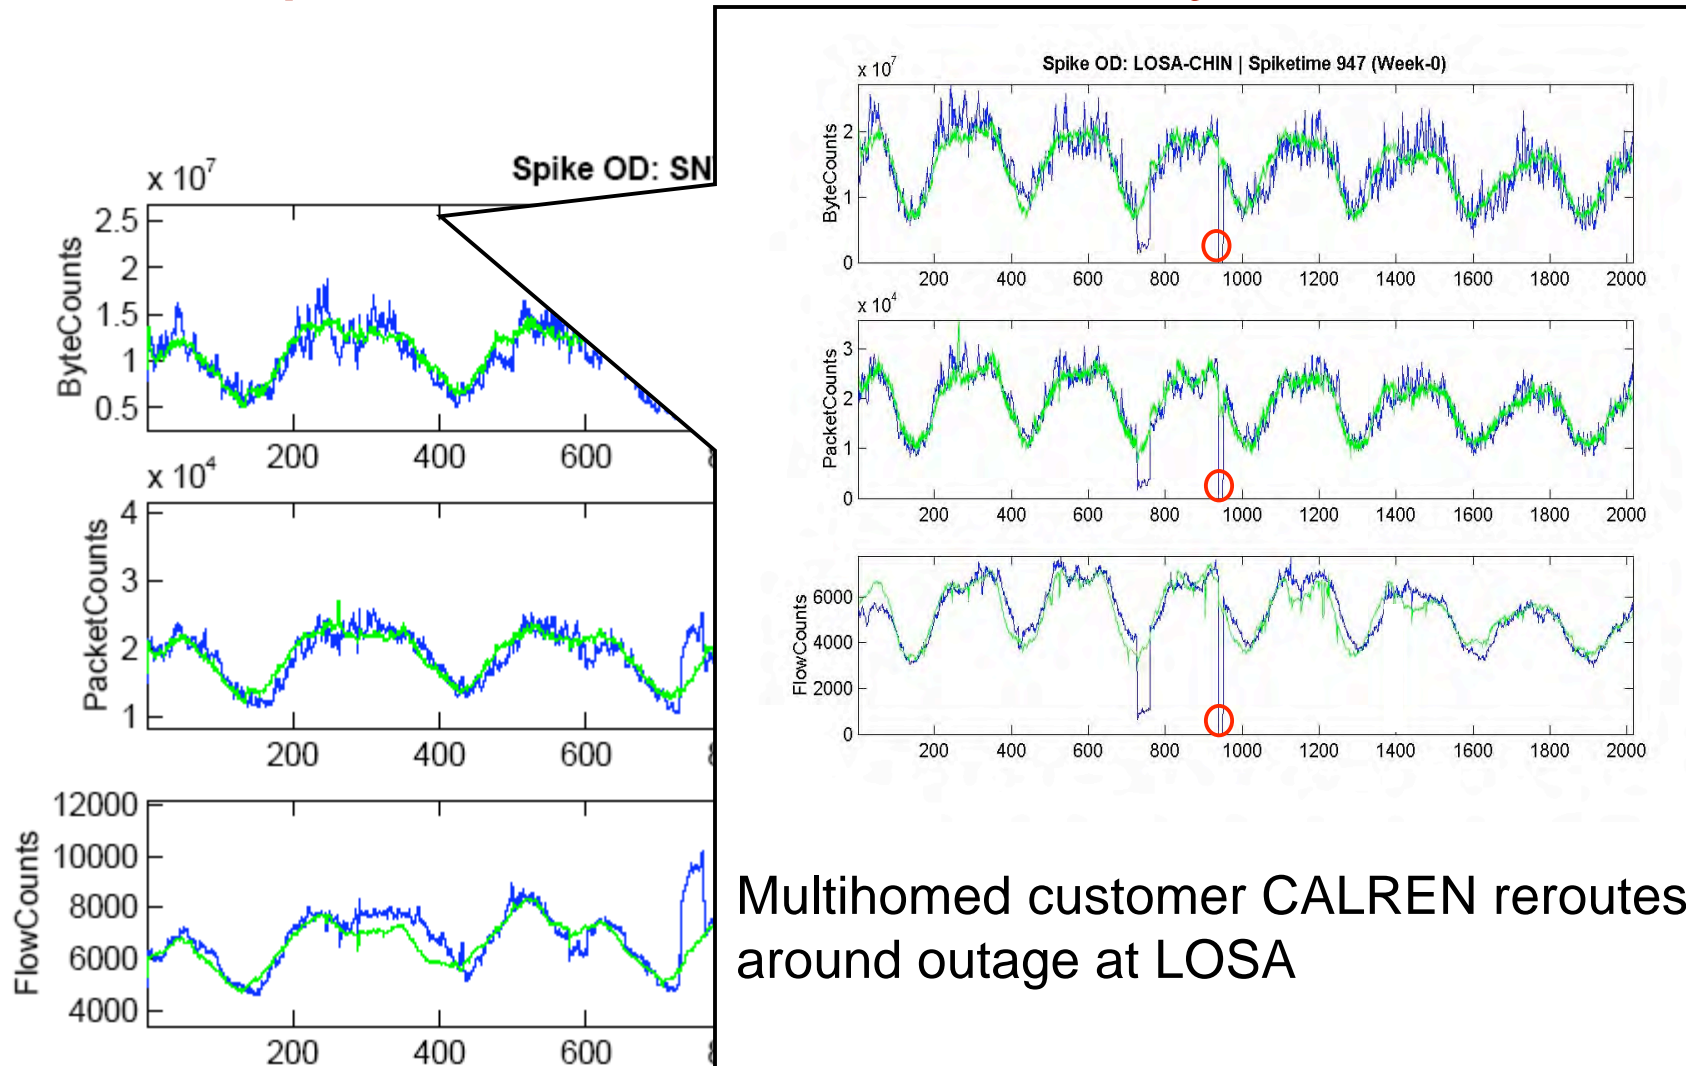 Spike OD: SN
x 10^7
ByteCounts
2.5
2
1.5
1
0.5
200 400 600
x 10^4
PacketCounts
4
3
2
1
200 400 600
FlowCounts
12000
10000
8000
6000
4000
200 400 600
Spike OD: LOSA-CHIN | Spiketime 947 (Week-0)
x 10^7
ByteCounts
2
1
0
200 400 600 800 1000 1200 1400 1600 1800 2000
x 10^4
PacketCounts
3
2
1
0
200 400 600 800 1000 1200 1400 1600 1800 2000
FlowCounts
6000
4000
2000
0
200 400 600 800 1000 1200 1400 1600 1800 2000
Multihomed customer CALREN reroutes
around outage at LOSA